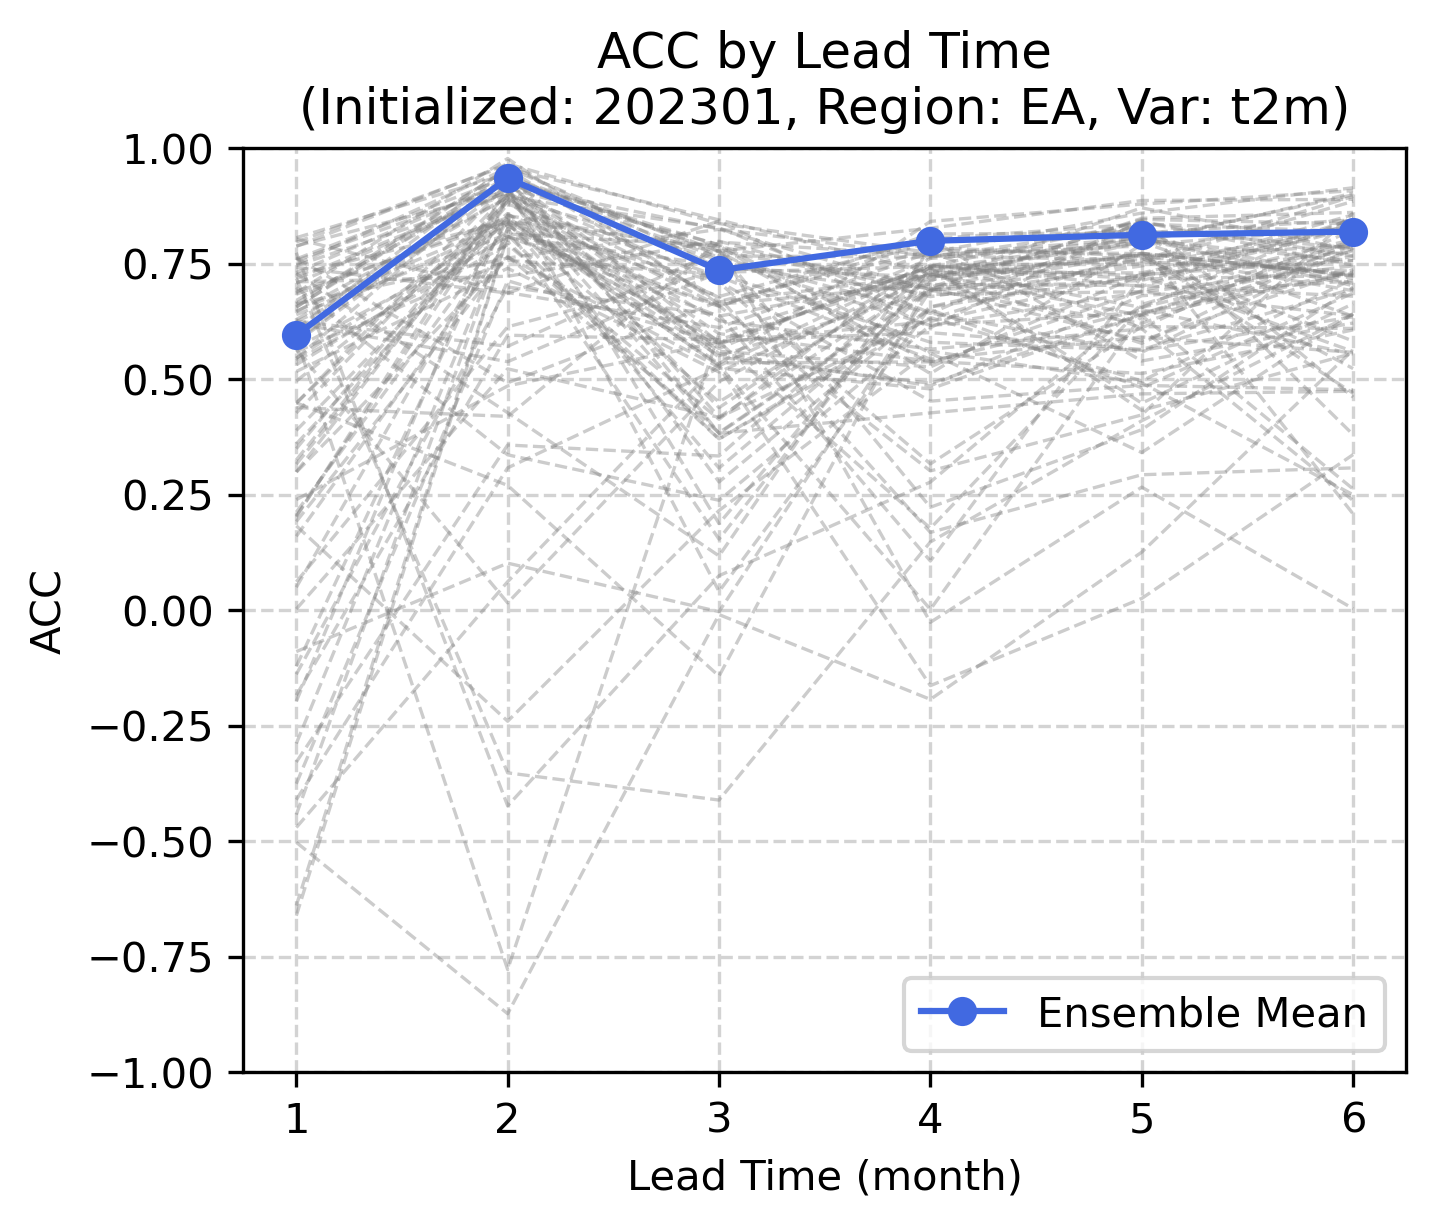 ACC by Lead Time
(Initialized: 202301, Region: EA, Var: t2m)
1.00
0.75
0.50
0.25
0.00
−0.25
−0.50
−0.75
−1.00
ACC
Ensemble Mean
1 2 3 4 5 6
Lead Time (month)